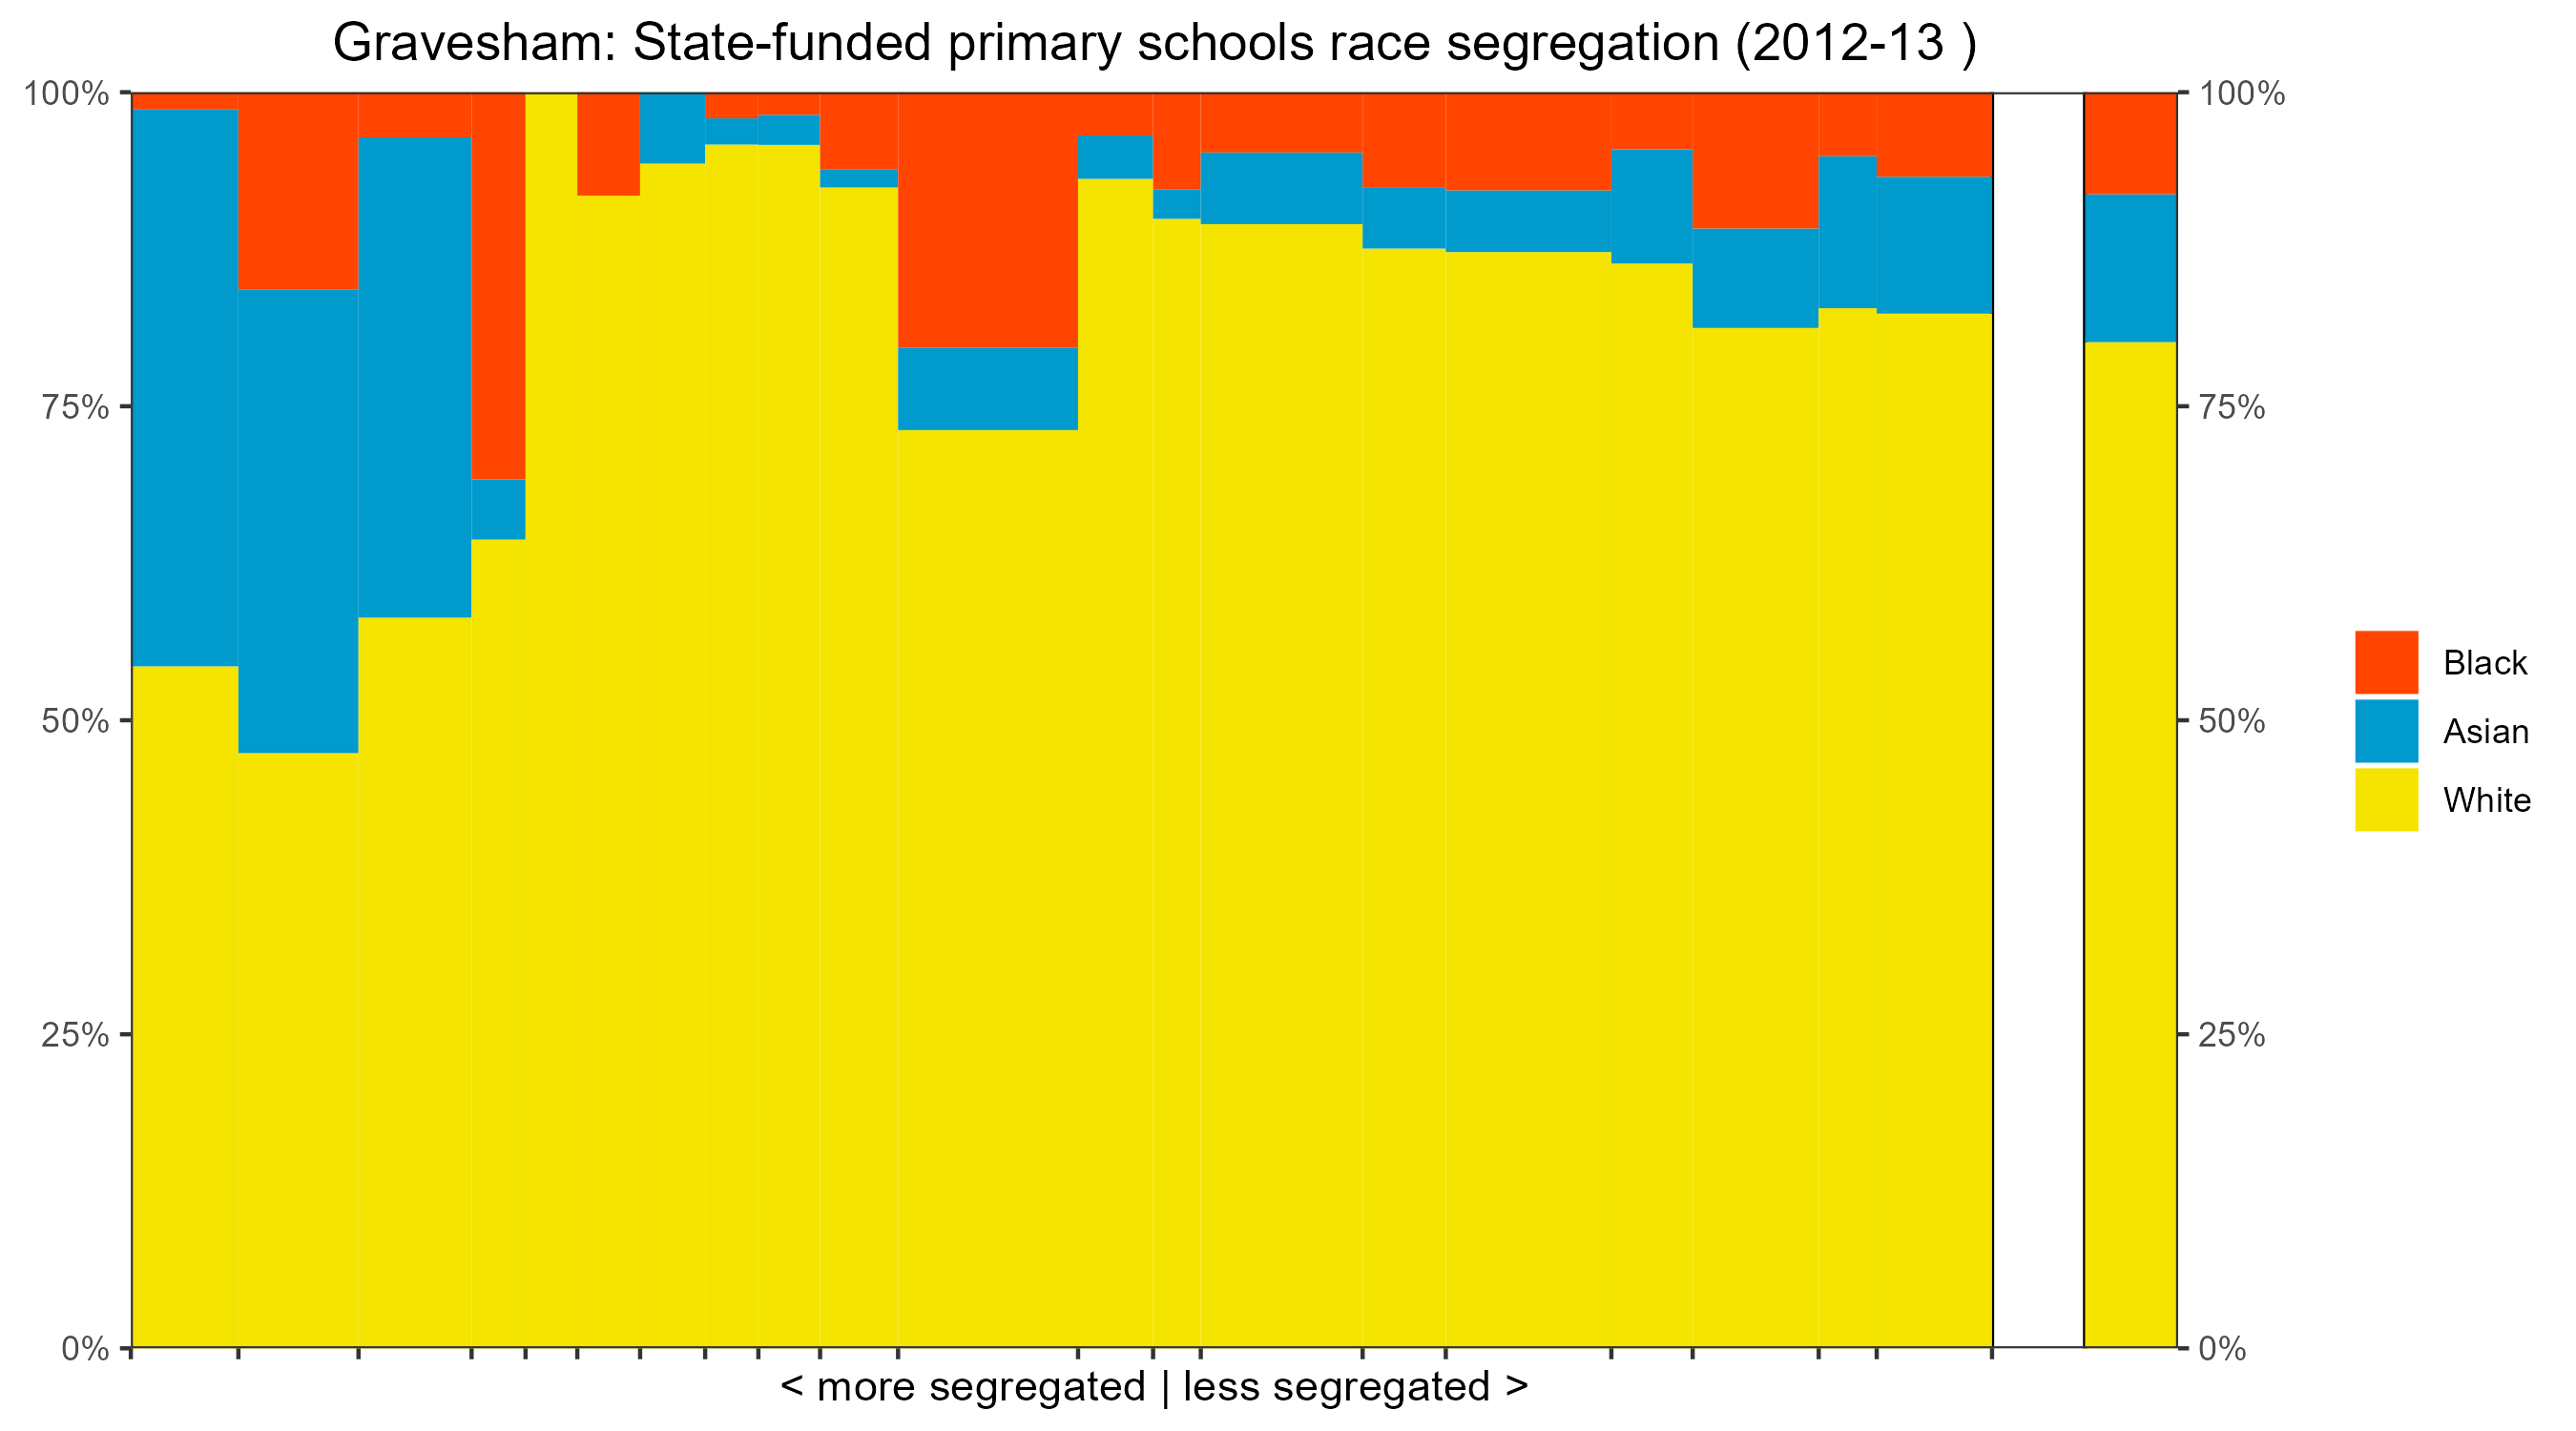 Gravesham: State-funded primary schools race segregation (2012-13 )
100%
75%
50%
25%
0%
100%
75%
50%
25%
0%
Black
Asian
White
< more segregated | less segregated >